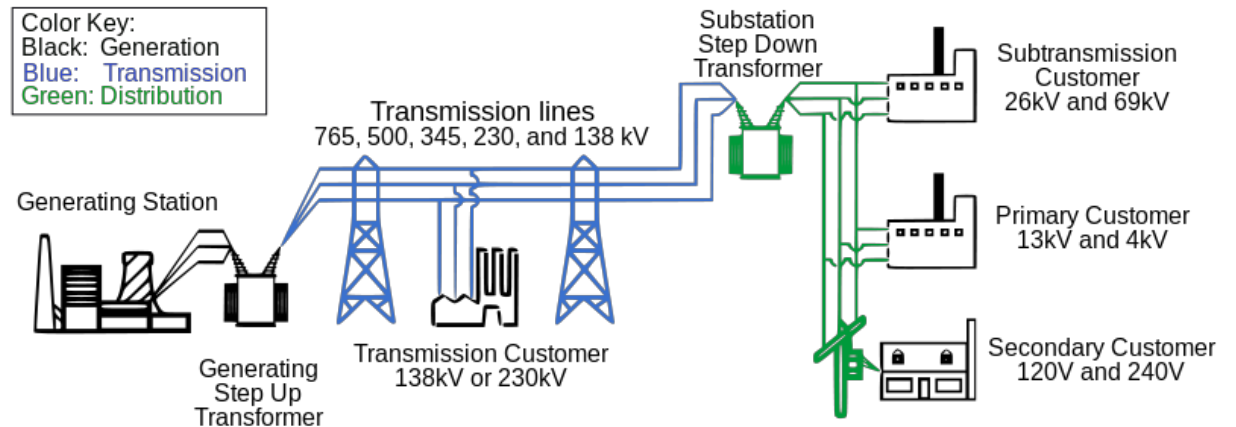 Color Key:
Black: Generation
Blue: Transmission
Green: Distribution
Generating Station
Generating
Step Up
Transformer
Transmission lines
765, 500, 345, 230, and 138 kV
Transmission Customer
138kV or 230kV
Substation
Step Down
Transformer
Subtransmission
Customer
26kV and 69kV
Primary Customer
13kV and 4kV
Secondary Customer
120V and 240V